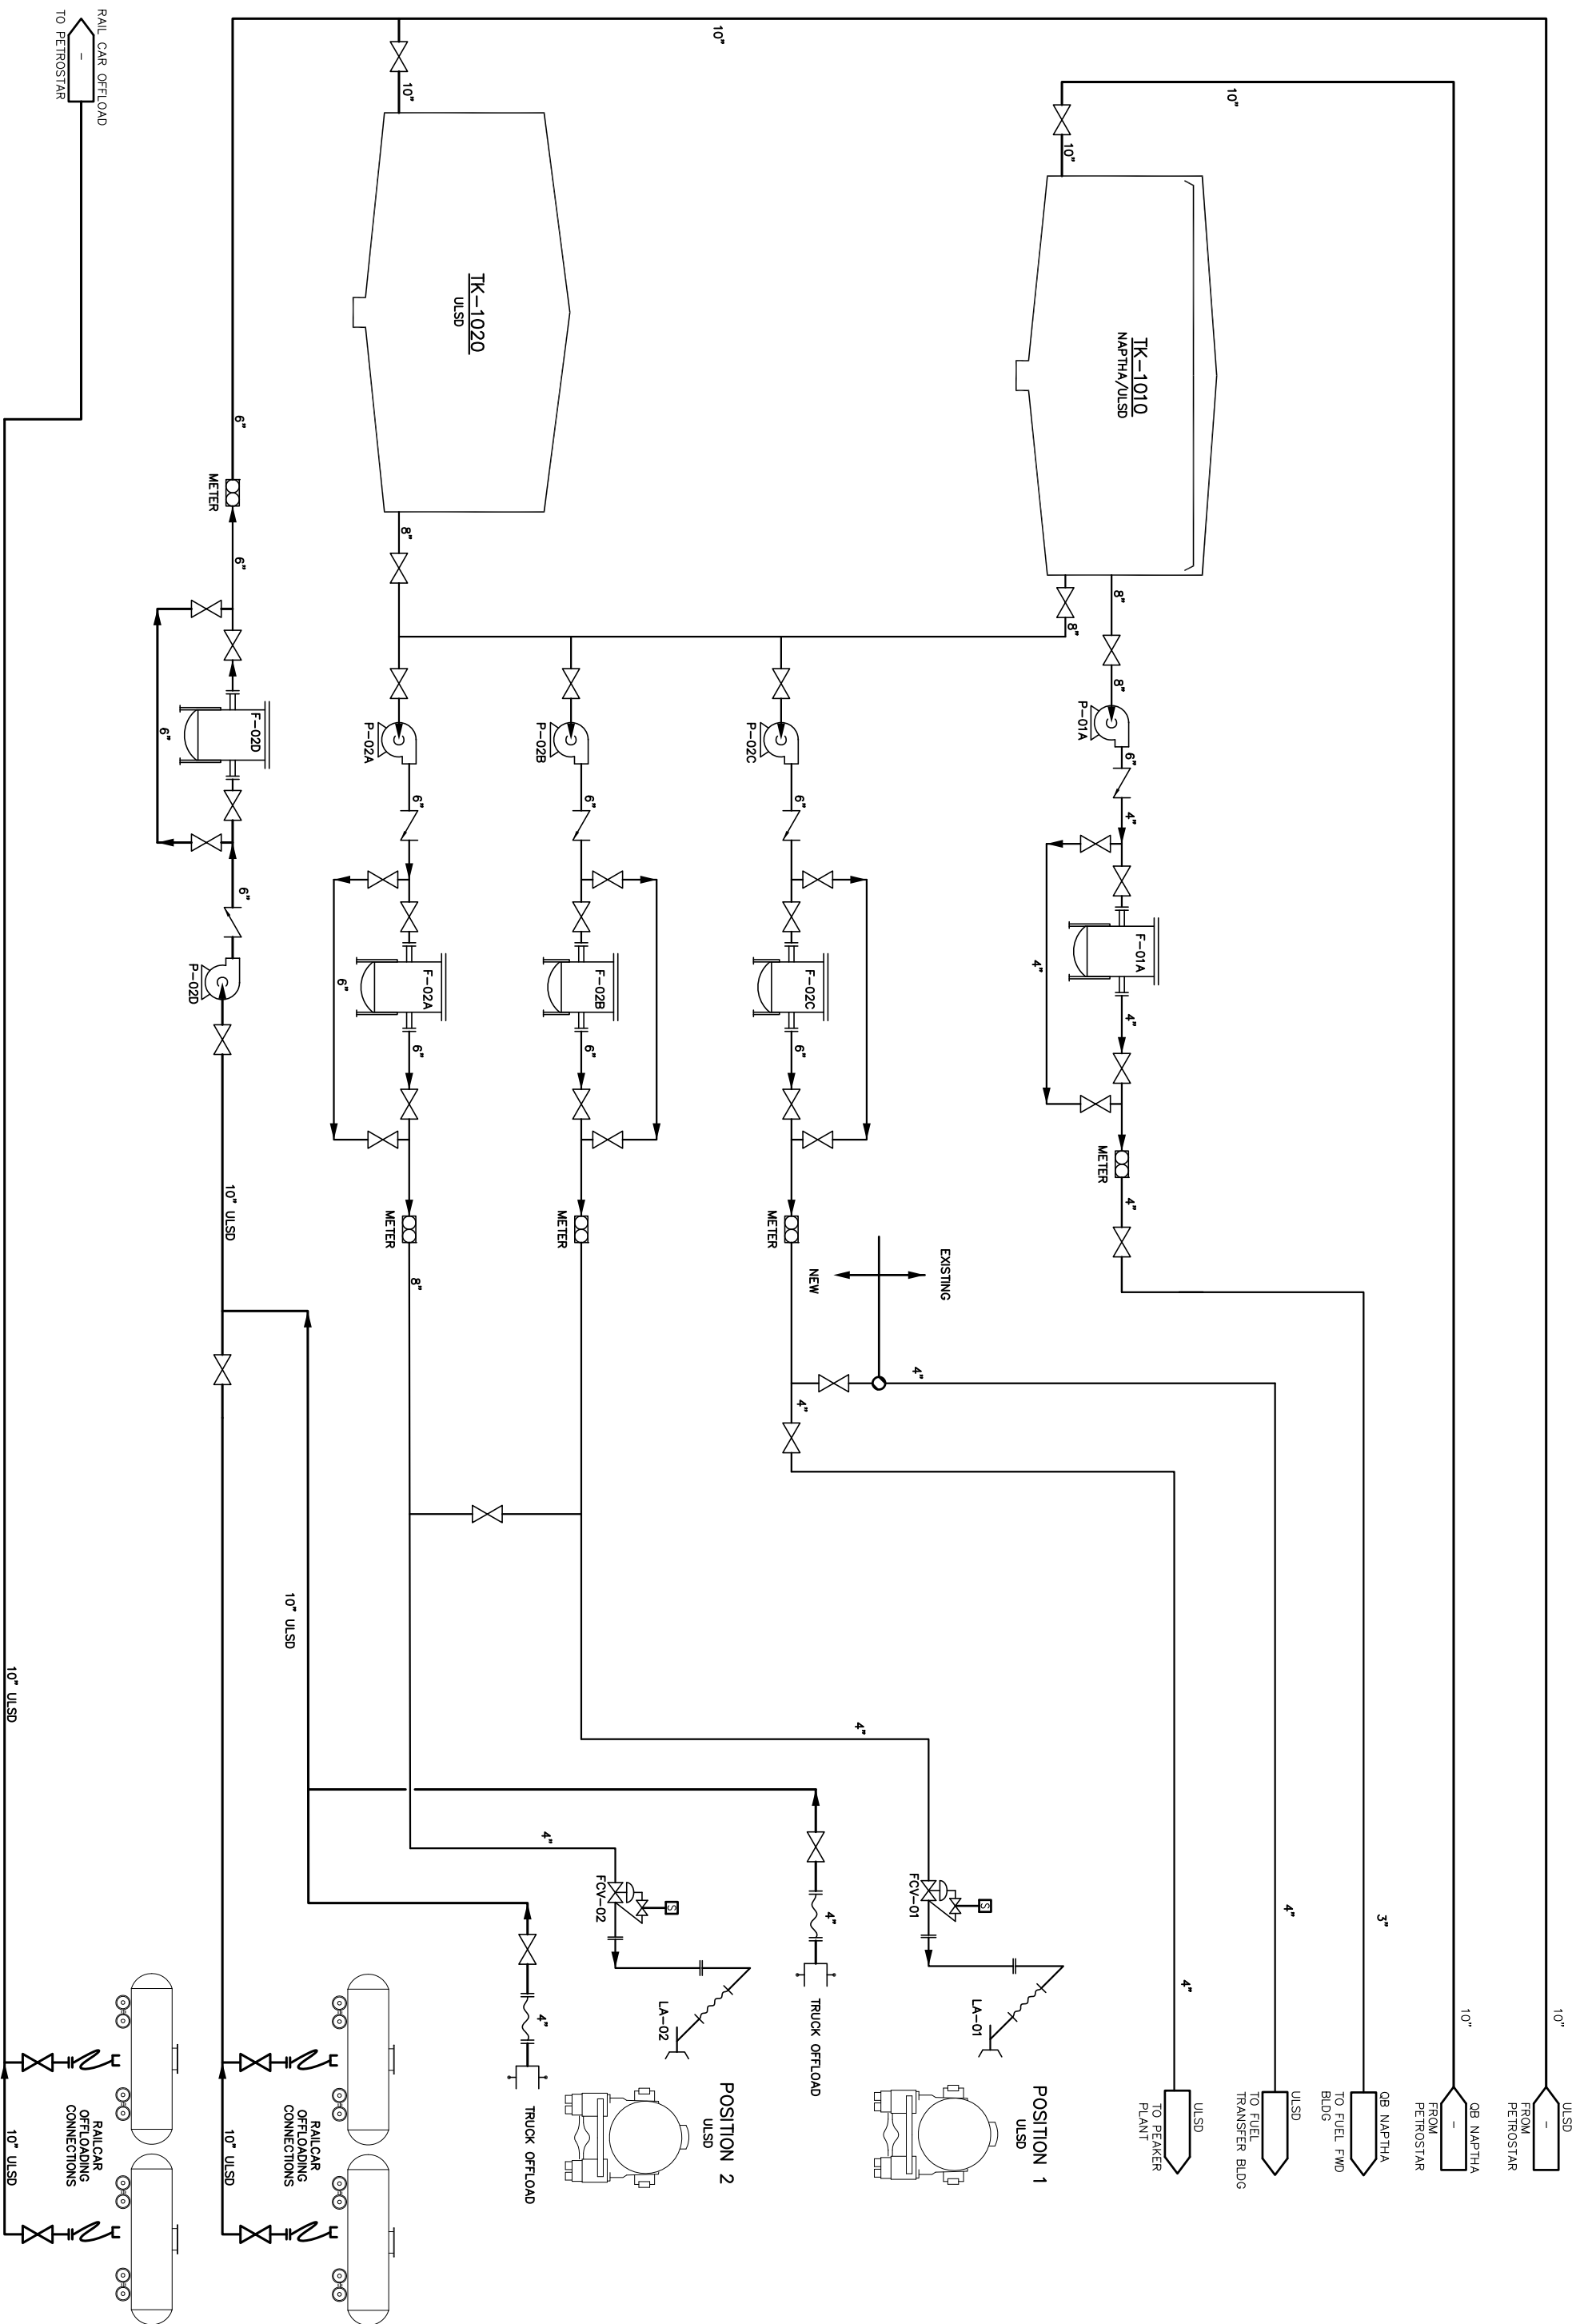 10"
ULSD
-
FROM
PETROSTAR
10"
QB NAPTHA
-
FROM
PETROSTAR
3"
QB NAPTHA
TO FUEL FWD
BLDG
4"
ULSD
TO FUEL
TRANSFER BLDG
4"
ULSD
TO PEAKER
PLANT
10"
10"
10"
TK-1010
NAPTHA/ULSD
8"
8"
8"
P-01A
6"
4"
F-01A
4"
4"
METER
4"
POSITION 1
ULSD
EXISTING
NEW
4"
4"
4"
FCV-01
S
LA-01
P-02C
6"
F-02C
6"
METER
4"
TRUCK OFFLOAD
10"
P-02B
6"
F-02B
6"
METER
POSITION 2
ULSD
4"
FCV-02
S
LA-02
4"
TRUCK OFFLOAD
10"
TK-1020
ULSD
8"
P-02A
6"
F-02A
6"
6"
METER
8"
10" ULSD
RAILCAR
OFFLOADING
CONNECTIONS
6"
METER
6"
F-02D
6"
6"
P-02D
10" ULSD
10" ULSD
RAIL CAR OFFLOAD
-
TO PETROSTAR
RAILCAR
OFFLOADING
CONNECTIONS
10" ULSD
10" ULSD